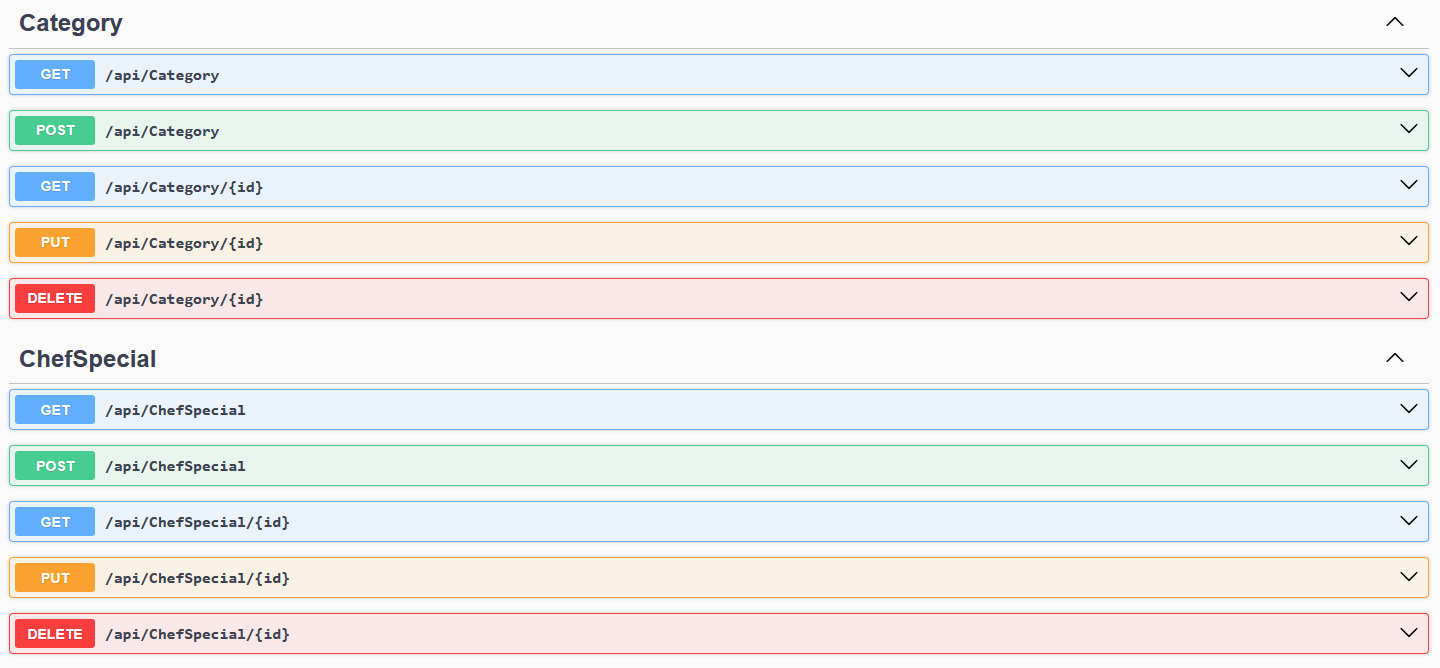 Category
GET /api/Category
POST /api/Category
GET /api/Category/{id}
PUT /api/Category/{id}
DELETE /api/Category/{id}
ChefSpecial
GET /api/ChefSpecial
POST /api/ChefSpecial
GET /api/ChefSpecial/{id}
PUT /api/ChefSpecial/{id}
DELETE /api/ChefSpecial/{id}